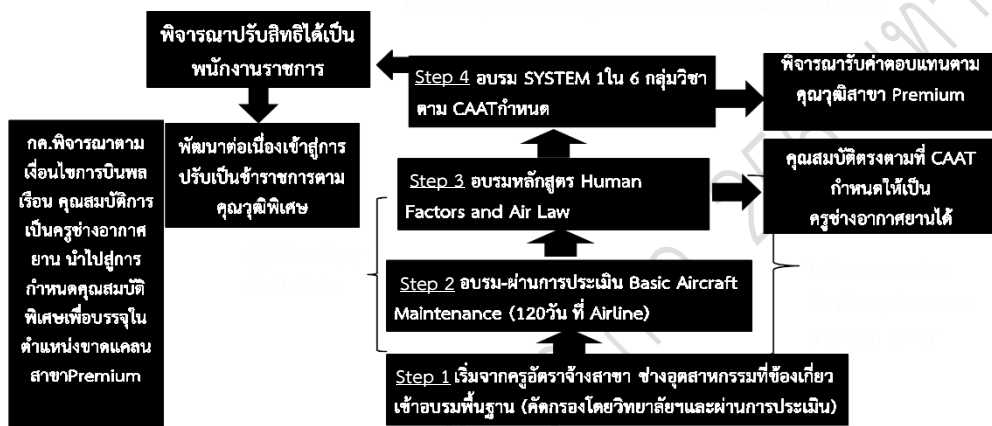 พิจารณาปรับสิทธิได้เป็น
พนักงานราชการ
Step 4 อบรม SYSTEM 1ใน 6 กลุ่มวิชา
ตาม CAATกำหนด
พิจารณารับค่าตอบแทนตาม
คุณวุฒิสาขา Premium
กค.พิจารณาตาม
เงื่อนไขการบินพล
เรือน คุณสมบัติการ
เป็นครูช่างอากาศ
ยาน นำไปสู่การ
กำหนดคุณสมบัติ
พิเศษเพื่อบรรจุใน
ตำแหน่งขาดแคลน
สาขาPremium
พัฒนาต่อเนื่องเข้าสู่การ
ปรับเป็นข้าราชการตาม
คุณวุฒิพิเศษ
Step 3 อบรมหลักสูตร Human
Factors and Air Law
คุณสมบัติตรงตามที่ CAAT
กำหนดให้เป็น
ครูช่างอากาศยานได้
Step 2 อบรม-ผ่านการประเมิน Basic Aircraft
Maintenance (120วัน ที่ Airline)
Step 1 เริ่มจากครูอัตราจ้างสาขา ช่างอุตสาหกรรมที่ข้องเกี่ยว
เข้าอบรมพื้นฐาน (คัดกรองโดยวิทยาลัยฯและผ่านการประเมิน)